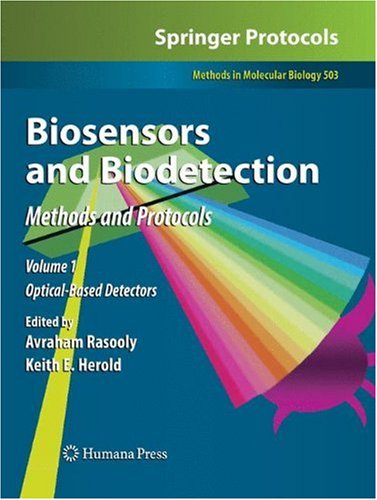 Springer Protocols
Methods in Molecular Biology 503
Biosensors
and Biodetection
Methods and Protocols
Volume 1
Optical-Based Detectors
Edited by
Avraham Rasooly
Keith E. Herold
Humana Press